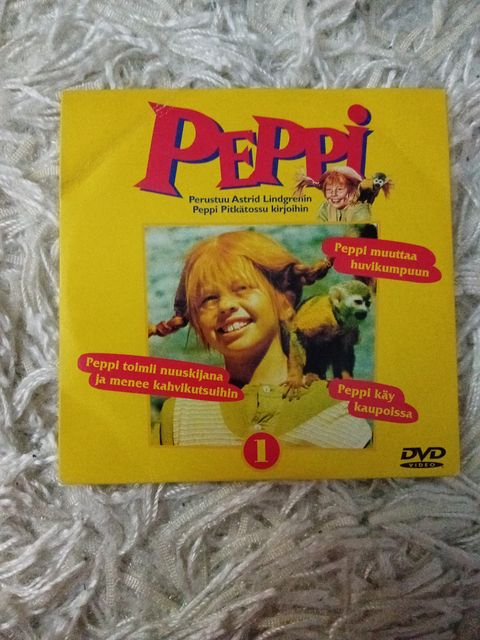 PEPPi
Perustuu Astrid Lindgrenin
Peppi Pitkätossu kirjoihin
Peppi muuttaa
huvikumpuun
Peppi toimii nuuskijana
ja menee kahvikutsuihin
Peppi käy
kaupoissa
1
DVD
VIDEO